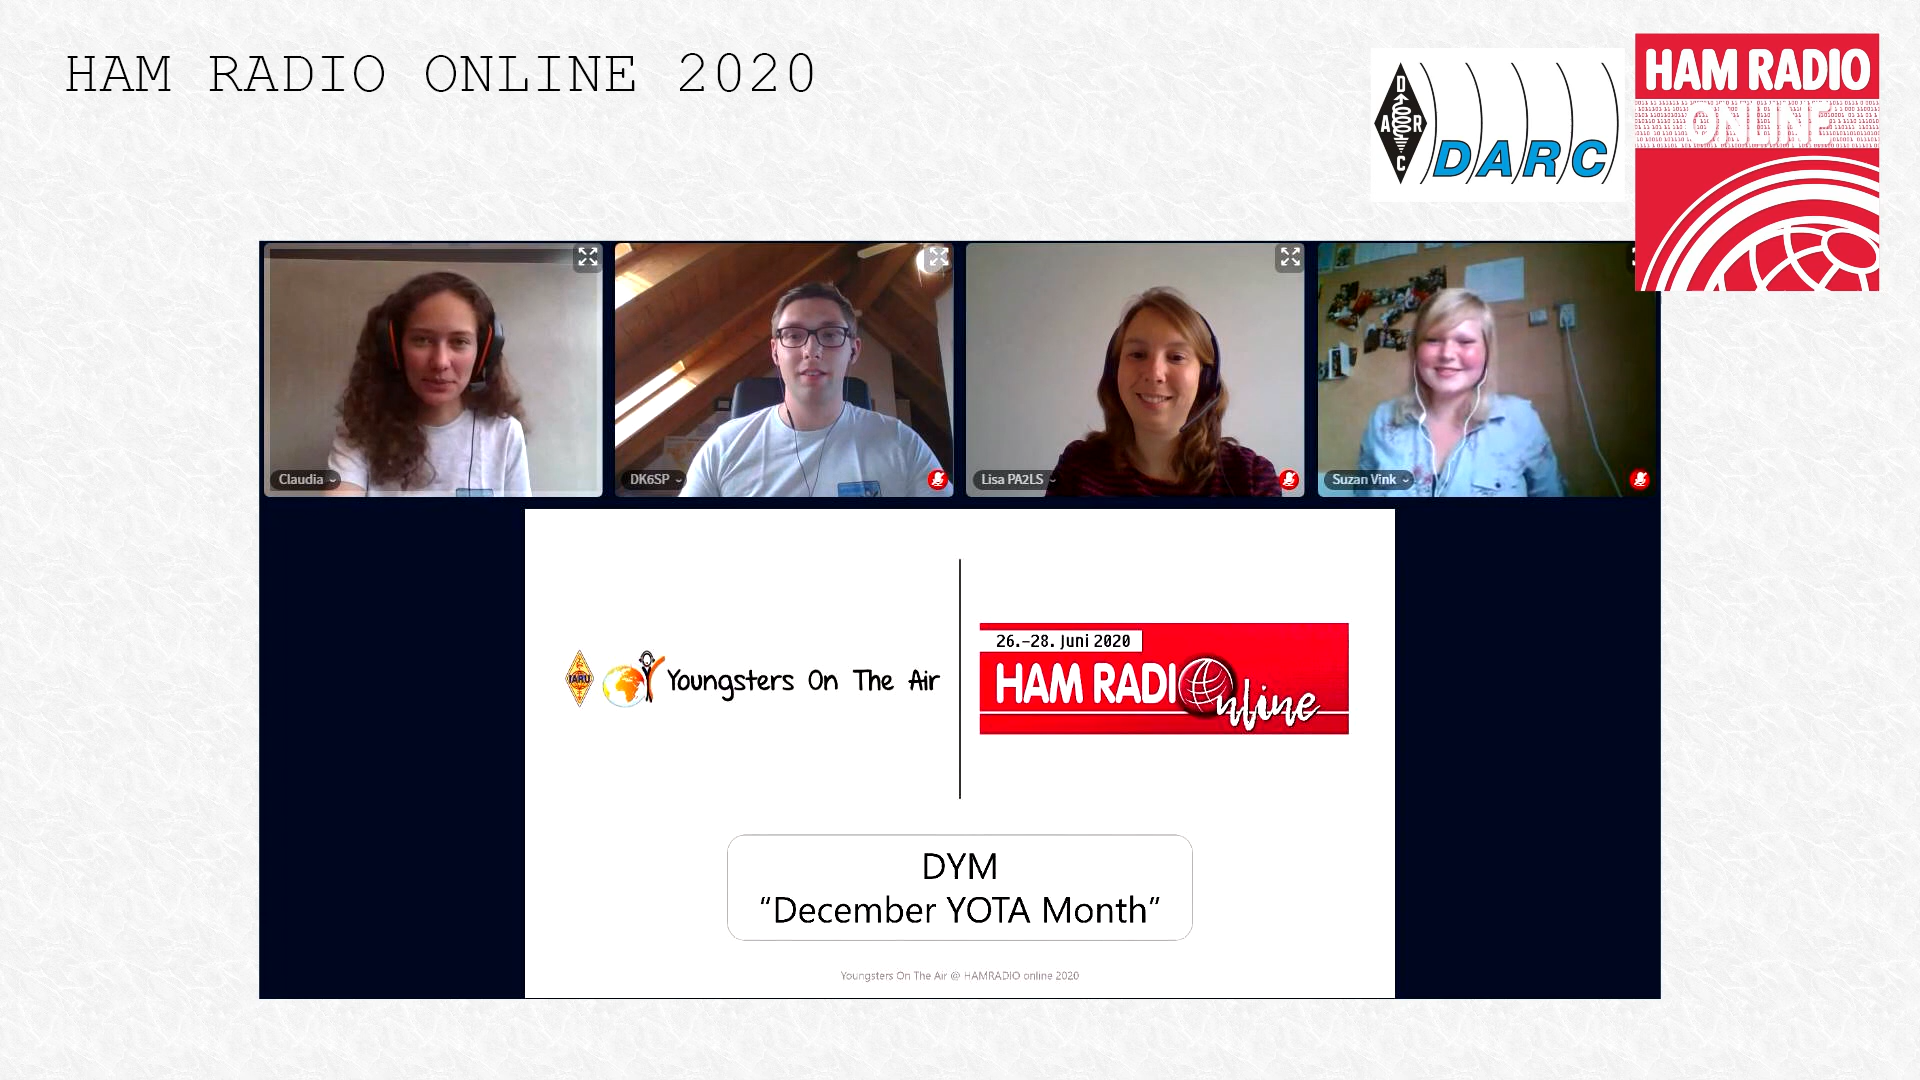 HAM RADIO ONLINE 2020
D
A R
C
DARC
HAM RADIO
ONLINE
Claudia
DK6SP
Lisa PA2LS
Suzan Vink
IARU
Youngsters On The Air
26.-28. Juni 2020
HAM RADIOnline
DYM
“December YOTA Month”
Youngsters On The Air @ HAMRADIO online 2020